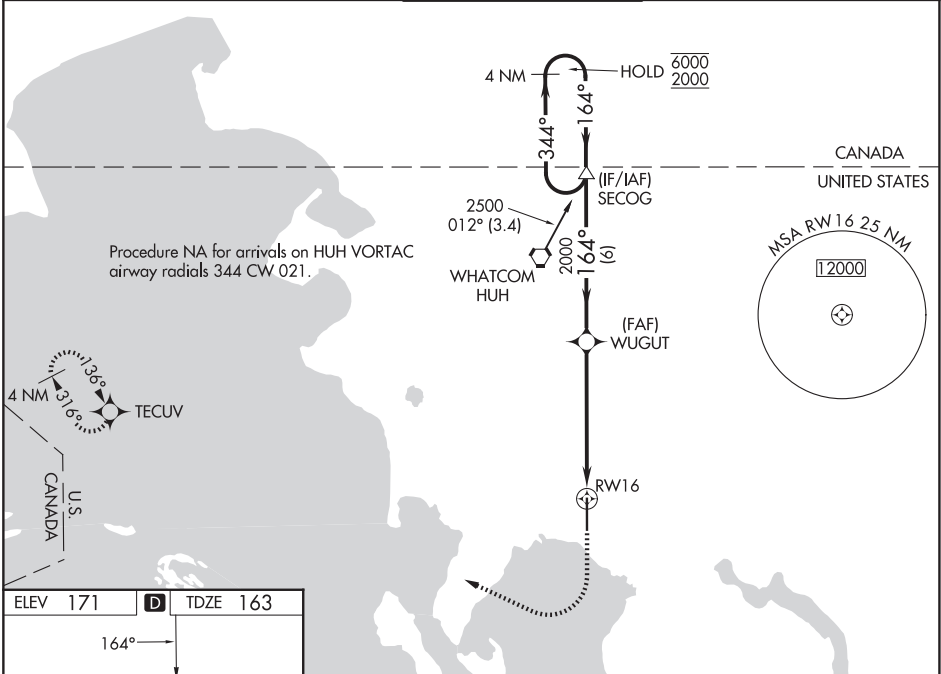 4 NM
HOLD
6000
2000
164°
344°
CANADA
UNITED STATES
(IF/IAF)
SECOG
2500
012° (3.4)
2000
164°
(6)
WHATCOM
HUH
MSA RW16 25 NM
12000
Procedure NA for arrivals on HUH VORTAC
airway radials 344 CW 021.
(FAF)
WUGUT
136°
4 NM
316°
TECUV
U.S.
CANADA
RW16
ELEV 171
D
TDZE 163
164°